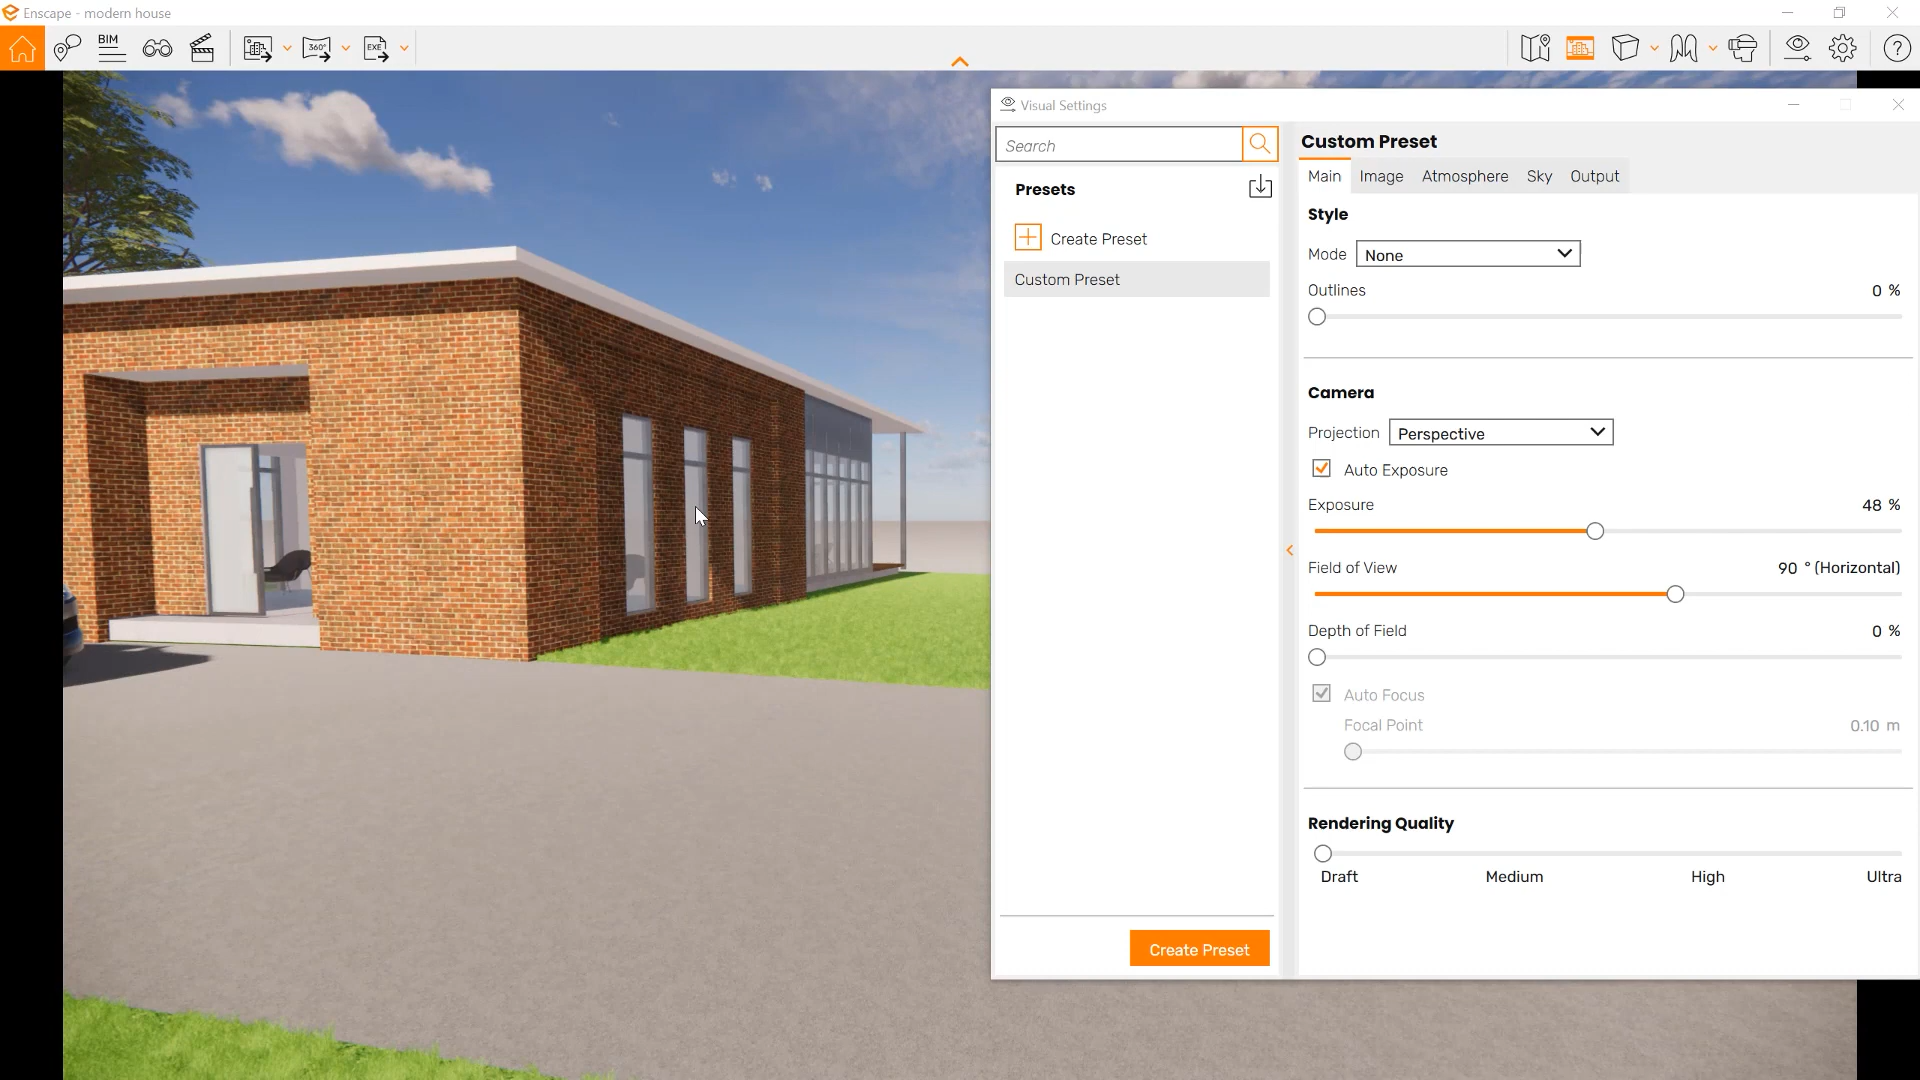 Enscape - modern house
BIM
360°
EXE
Visual Settings
Search
Presets
Create Preset
Custom Preset
Create Preset
Custom Preset
Main Image Atmosphere Sky Output
Style
Mode None
Outlines 0 %
Camera
Projection Perspective
Auto Exposure
Exposure 48 %
Field of View 90 ° (Horizontal)
Depth of Field 0 %
Auto Focus
Focal Point 0.10 m
Rendering Quality
Draft Medium High Ultra